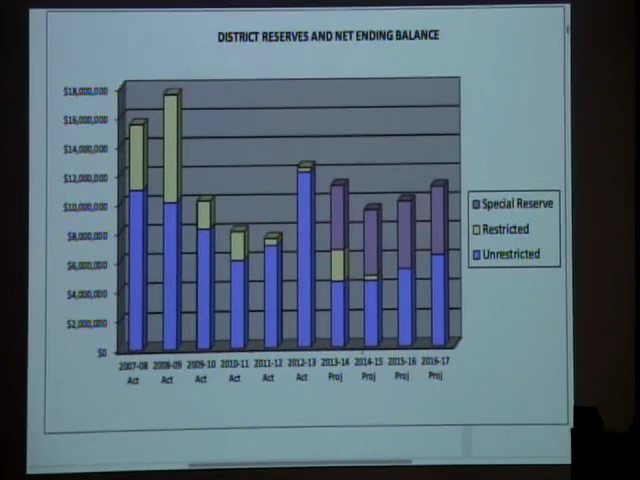 DISTRICT RESERVES AND NET ENDING BALANCE
$18,000,000
$16,000,000
$14,000,000
$12,000,000
$10,000,000
$8,000,000
$6,000,000
$4,000,000
$2,000,000
$0
2007-08 2008-09 2009-10 2010-11 2011-12 2012-13 2013-14 2014-15 2015-16 2016-17
Act Act Act Act Act Act Proj Proj Proj Proj
Special Reserve
Restricted
Unrestricted